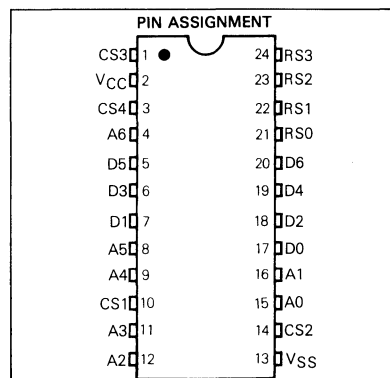 PIN ASSIGNMENT
CS3 1 24 RS3
VCC 2 23 RS2
CS4 3 22 RS1
A6 4 21 RS0
D5 5 20 D6
D3 6 19 D4
D1 7 18 D2
A5 8 17 D0
A4 9 16 A1
CS1 10 15 A0
A3 11 14 CS2
A2 12 13 VSS